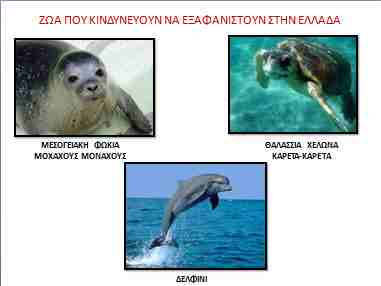 ΖΩΑ ΠΟΥ ΚΙΝΔΥΝΕΥΟΥΝ ΝΑ ΕΞΑΦΑΝΙΣΤΟΥΝ ΣΤΗΝ ΕΛΛΑΔΑ
ΜΕΣΟΓΕΙΑΚΗ ΦΩΚΙΑ
ΜΟΧΑΧΟΥΣ ΜΟΝΑΧΟΥΣ
ΘΑΛΑΣΣΙΑ ΧΕΛΩΝΑ
ΚΑΡΕΤΑ-ΚΑΡΕΤΑ
ΔΕΛΦΙΝΙ